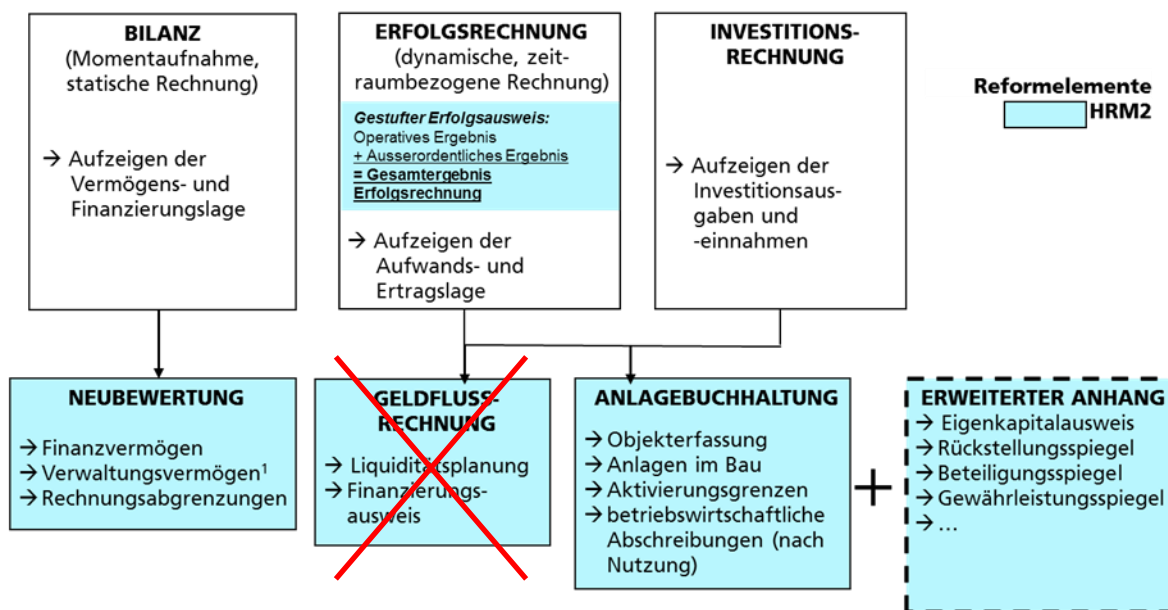 BILANZ
(Momentaufnahme,
statische Rechnung)
→ Aufzeigen der
Vermögens- und
Finanzierungslage
ERFOLGSRECHNUNG
(dynamische, zeit-
raumbezogene Rechnung)
Gestufter Erfolgsausweis:
Operatives Ergebnis
+ Ausserordentliches Ergebnis
= Gesamtergebnis
Erfolgsrechnung
→ Aufzeigen der
Aufwands- und
Ertragslage
INVESTITIONS-
RECHNUNG
→ Aufzeigen der
Investitionsaus-
gaben und
-einnahmen
Reformelemente
HRM2
NEUBEWERTUNG
→ Finanzvermögen
→ Verwaltungsvermögen¹
→ Rechnungsabgrenzungen
GELDFLUSS-
RECHNUNG
→ Liquiditätsplanung
→ Finanzierungs-
ausweis
ANLAGEBUCHHALTUNG
→ Objekterfassung
→ Anlagen im Bau
→ Aktivierungsgrenzen
→ betriebswirtschaftliche
Abschreibungen (nach
Nutzung)
+
ERWEITERTER ANHANG
→ Eigenkapitalausweis
→ Rückstellungsspiegel
→ Beteiligungsspiegel
→ Gewährleistungsspiegel
→ ...